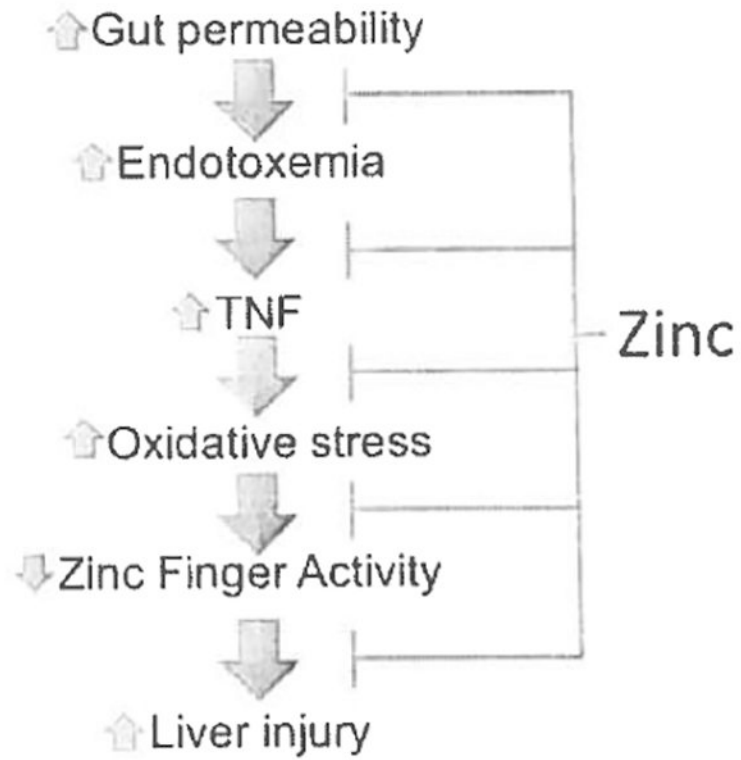 Gut permeability
Endotoxemia
TNF
Zinc
Oxidative stress
Zinc Finger Activity
Liver injury